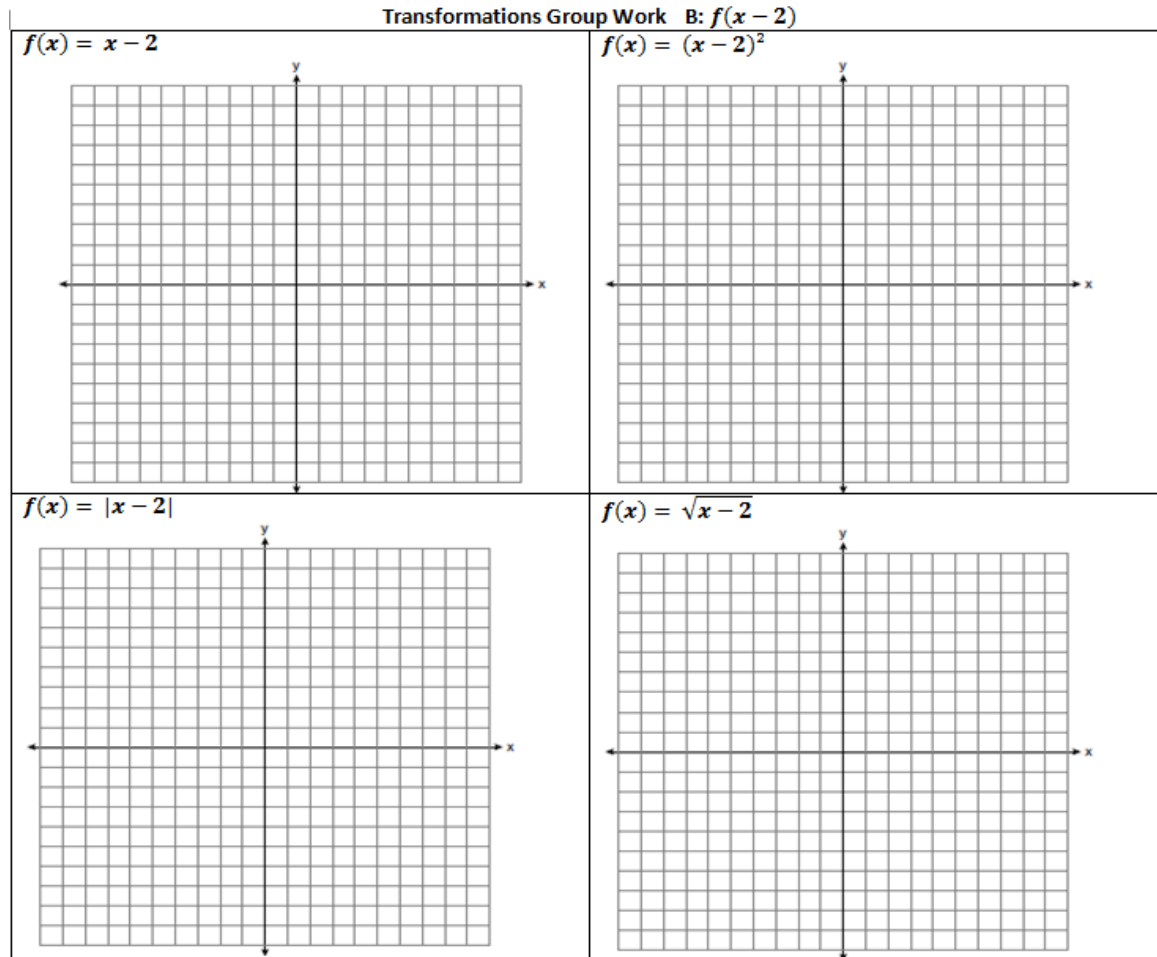 Transformations Group Work B: f(x − 2)
f(x) = x − 2
f(x) = (x − 2)²
y
y
x
x
f(x) = |x − 2|
f(x) = √(x − 2)
y
y
x
x